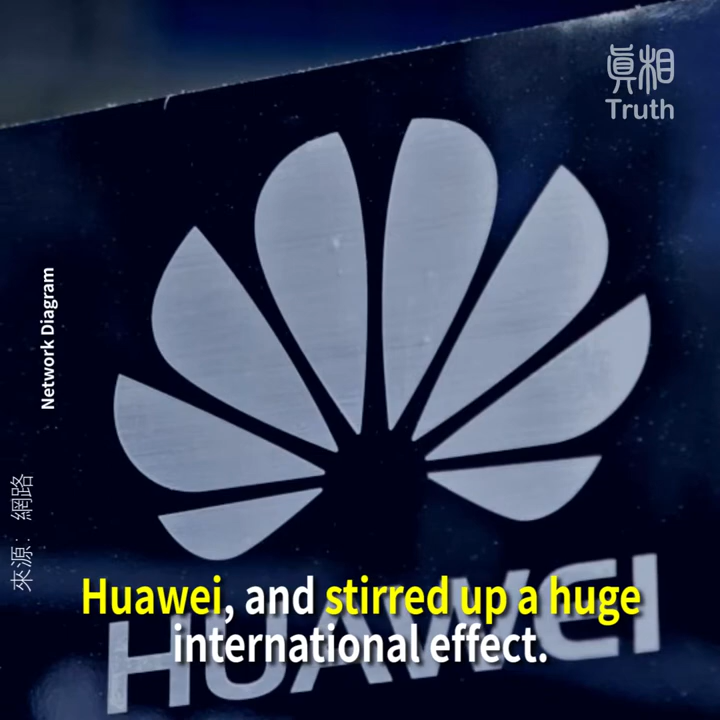 真相
Truth
Network Diagram
來源：網路
Huawei, and stirred up a huge
international effect.
HUAWEI